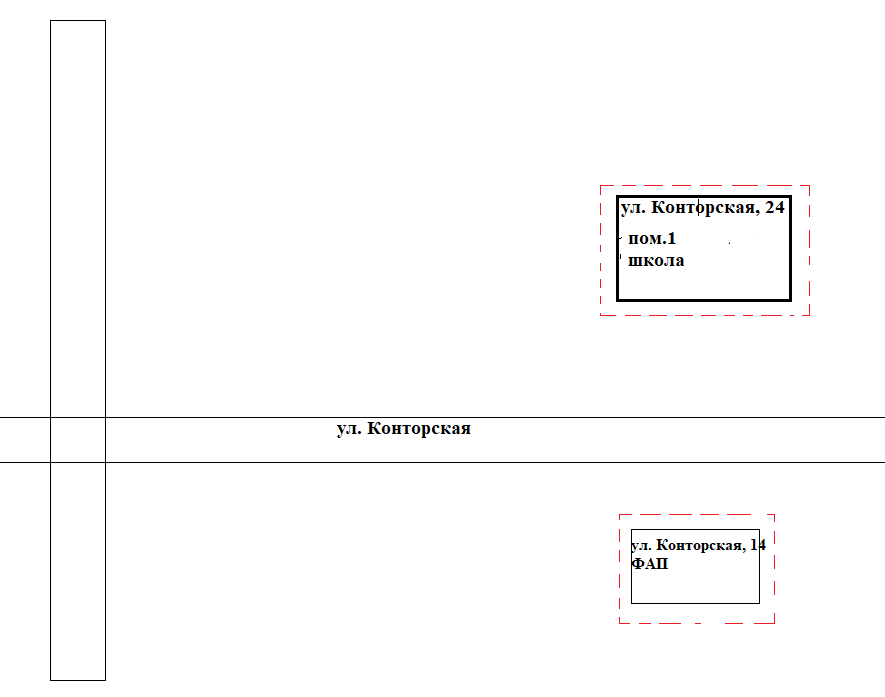 ул. Конторская, 24
пом.1
школа
ул. Конторская
ул. Конторская, 14
ФАП